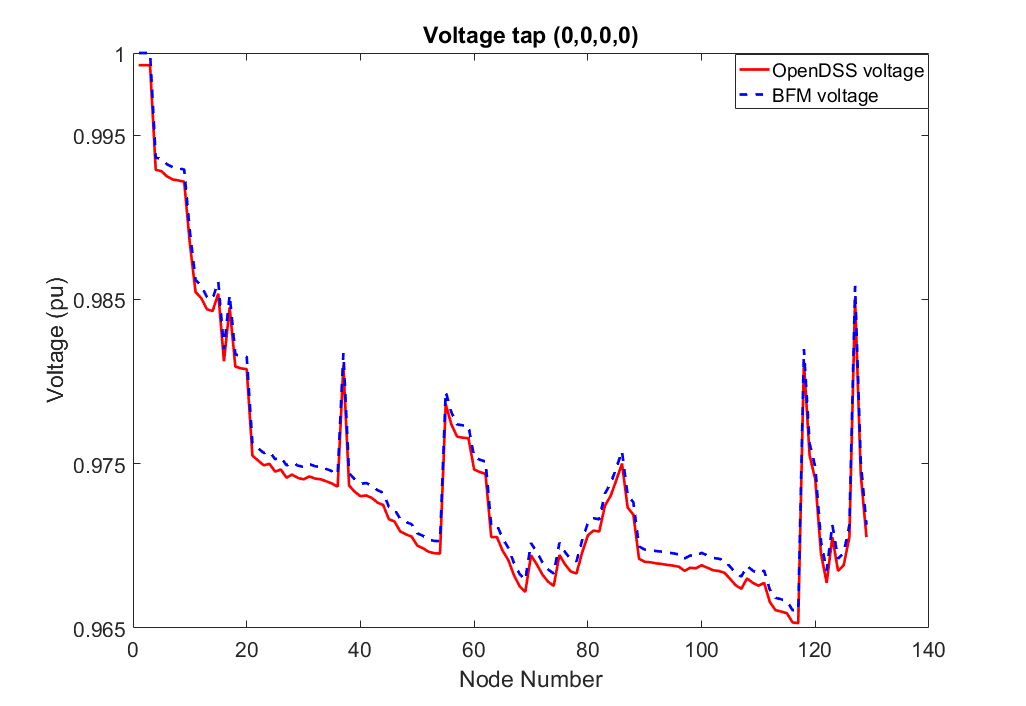 Voltage tap (0,0,0,0)
OpenDSS voltage
BFM voltage
1
0.995
0.985
0.975
0.965
Voltage (pu)
0 20 40 60 80 100 120 140
Node Number